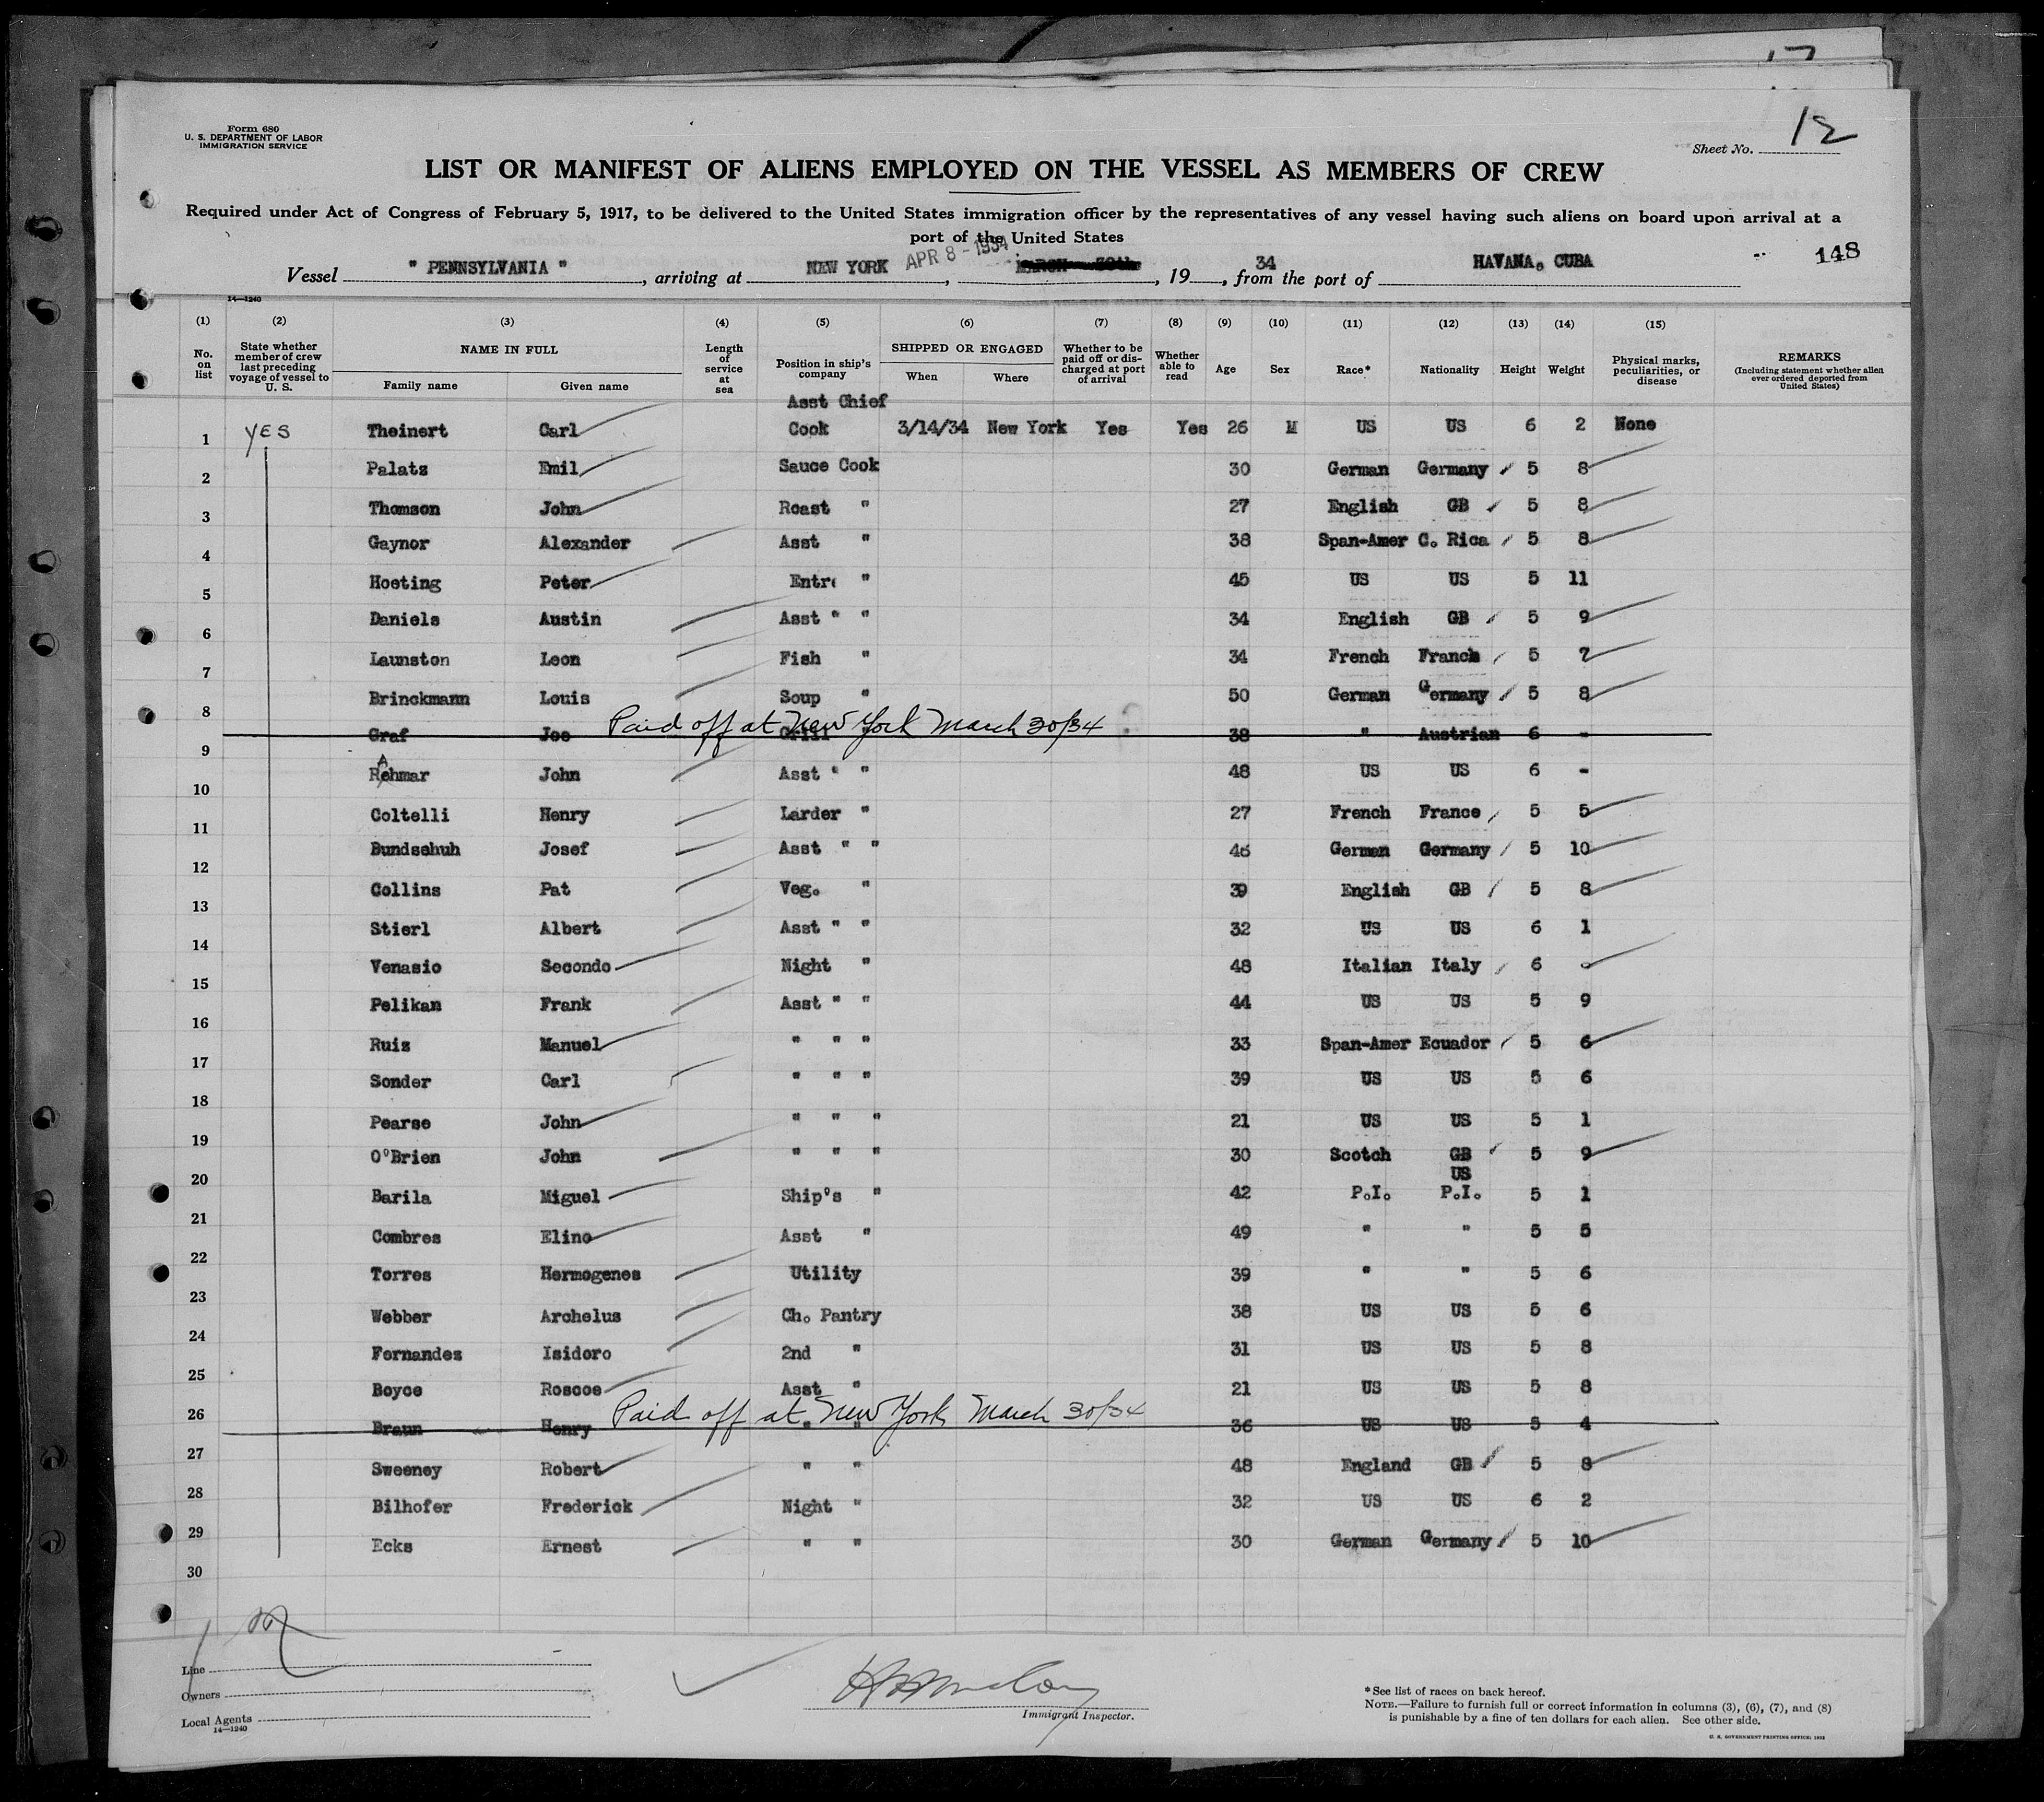 17
Form 680
U. S. DEPARTMENT OF LABOR
IMMIGRATION SERVICE
Sheet No. 12
LIST OR MANIFEST OF ALIENS EMPLOYED ON THE VESSEL AS MEMBERS OF CREW
Required under Act of Congress of February 5, 1917, to be delivered to the United States immigration officer by the representatives of any vessel having such aliens on board upon arrival at a
port of the United States
148
Vessel " PENNSYLVANIA ", arriving at NEW YORK, APR 8 - 1934 MARCH 30th, 1934, from the port of HAVANA, CUBA
14—1240
(1) (2) (3) (4) (5) (6) (7) (8) (9) (10) (11) (12) (13) (14) (15)
No. on list State whether member of crew last preceding voyage of vessel to U. S. NAME IN FULL Family name Given name Length of service at sea Position in ship's company SHIPPED OR ENGAGED When Where Whether to be paid off or discharged at port of arrival Whether able to read Age Sex Race* Nationality Height Weight Physical marks, peculiarities, or disease REMARKS (Including statement whether alien ever ordered deported from United States)
1 YES Theinert Carl Asst Chief Cook 3/14/34 New York Yes Yes 26 M US US 6 2 None
2 Palatz Emil Sauce Cook 30 German Germany 5 8
3 Thomson John Roast " 27 English GB 5 8
4 Gaynor Alexander Asst " 38 Span-Amer C. Rica 5 8
5 Hoeting Peter Entre " 45 US US 5 11
6 Daniels Austin Asst " " 34 English GB 5 9
7 Launston Leon Fish " 34 French France 5 7
8 Brinckmann Louis Soup " 50 German Germany 5 8
9 Graf Joe Grill Paid off at New York March 30/34 38 " Austrian 6 -
10 Rehmar A John Asst " " 48 US US 6 -
11 Coltelli Henry Larder " 27 French France 5 5
12 Bundschuh Josef Asst " " 46 German Germany 5 10
13 Collins Pat Veg. " 39 English GB 5 8
14 Stierl Albert Asst " " 32 US US 6 1
15 Venasio Secondo Night " 48 Italian Italy 6 -
16 Pelikan Frank Asst " " 44 US US 5 9
17 Ruiz Manuel " " " 33 Span-Amer Ecuador 5 6
18 Sonder Carl " " " 39 US US 5 6
19 Pearse John " " " 21 US US 5 1
20 O'Brien John " " " 30 Scotch GB 5 9
21 Barila Miguel Ship's " 42 P.I. US P.I. 5 1
22 Combres Elino Asst " 49 " " 5 5
23 Torres Hermogenes Utility 39 " " 5 6
24 Webber Archelus Ch. Pantry 38 US US 5 6
25 Fernandez Isidoro 2nd " 31 US US 5 8
26 Boyce Roscoe Asst " 21 US US 5 8
27 Braun Henry " " Paid off at New York March 30/34 36 US US 5 4
28 Sweeney Robert " " 48 England GB 5 8
29 Bilhofer Frederick Night " 32 US US 6 2
30 Ecks Ernest " " 30 German Germany 5 10
Line
Owners
Local Agents
14—1240
Immigrant Inspector.
*See list of races on back hereof.
NOTE.—Failure to furnish full or correct information in columns (3), (6), (7), and (8)
is punishable by a fine of ten dollars for each alien. See other side.
U. S. GOVERNMENT PRINTING OFFICE: 1932